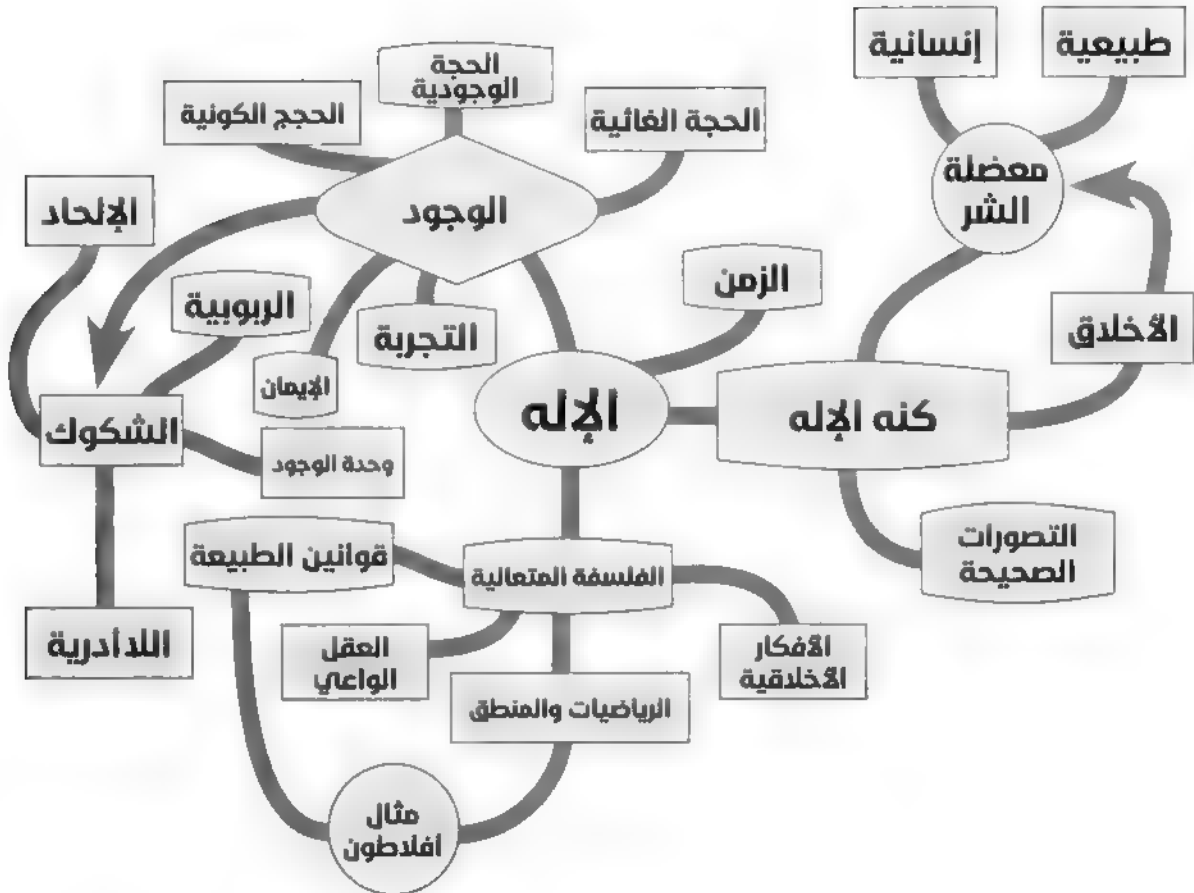 طبيعية
إنسانية
الحجة
الوجودية
الحجة الغائية
الحجج الكونية
معضلة
الشر
الوجود
الإلحاد
الزمن
الربوبية
التجربة
الأخلاق
الإيمان
الإله
كنه الإله
الشكوك
وحدة الوجود
التصورات
الصحيحة
الفلسفة المتعالية
قوانين الطبيعة
الأفكار
الأخلاقية
العقل
الواعي
اللاأدرية
الرياضيات والمنطق
مثال
أفلاطون